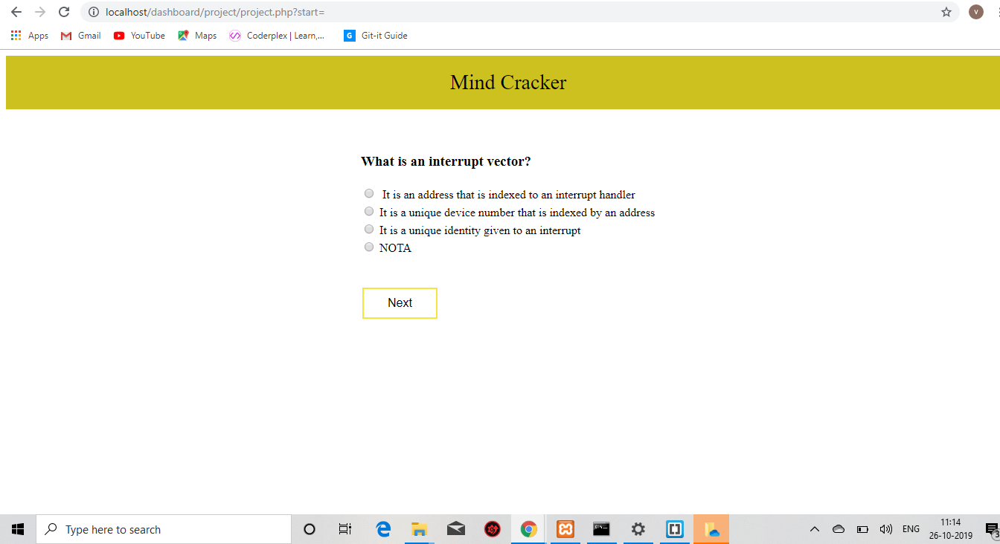 localhost/dashboard/project/project.php?start=
V
Apps Gmail YouTube Maps Coderplex | Learn,... G Git-it Guide
Mind Cracker
What is an interrupt vector?
It is an address that is indexed to an interrupt handler
It is a unique device number that is indexed by an address
It is a unique identity given to an interrupt
NOTA
Next
Type here to search
ENG
11:14
26-10-2019
3